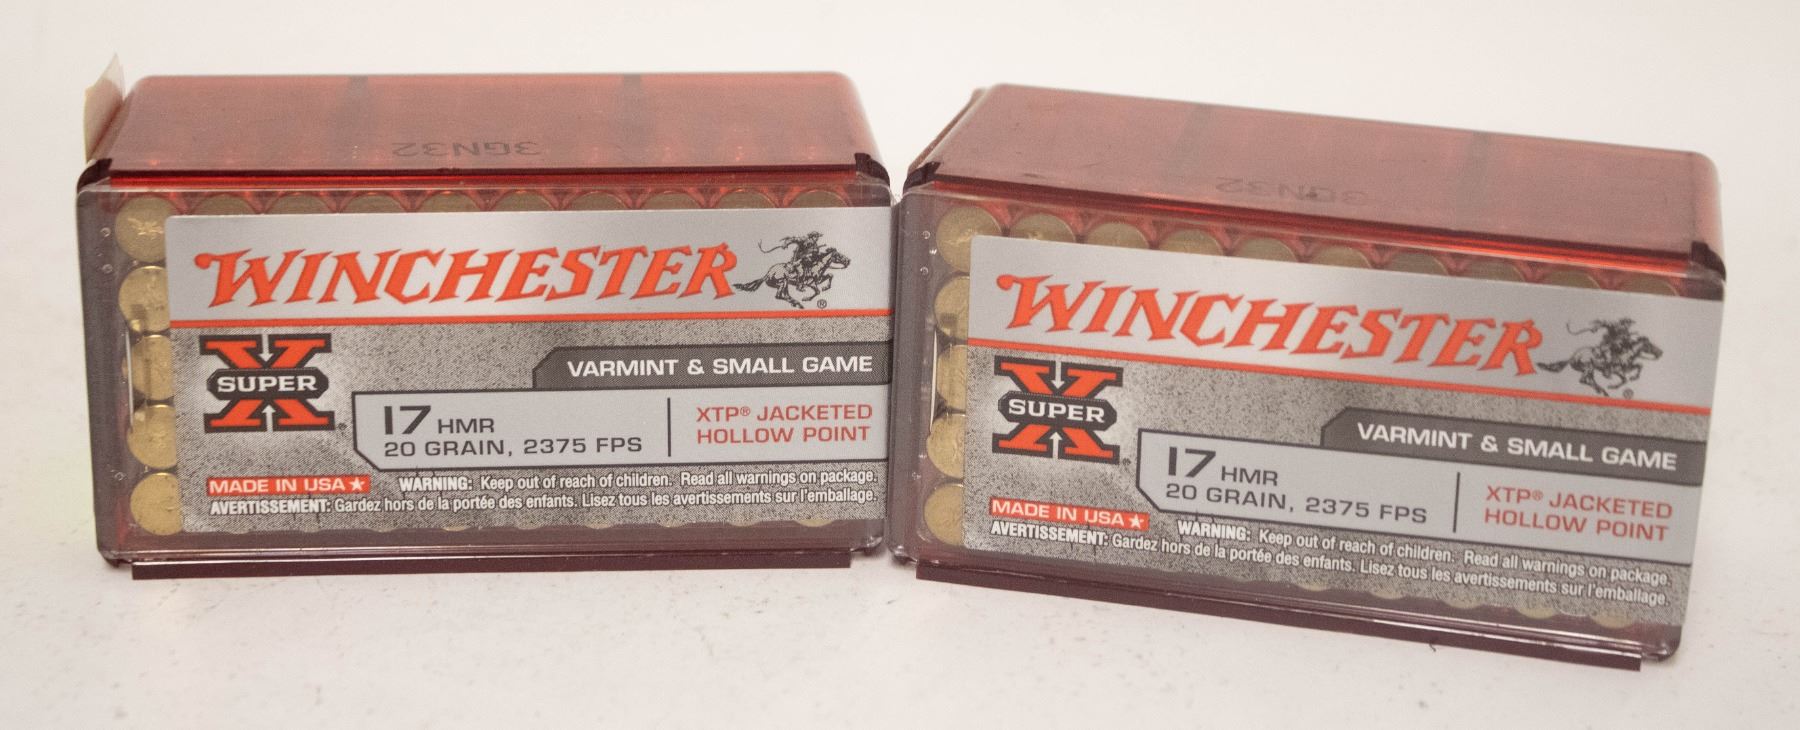 3GN32
WINCHESTER ®
SUPER X ®
VARMINT & SMALL GAME
17 HMR
20 GRAIN, 2375 FPS
XTP® JACKETED
HOLLOW POINT
MADE IN USA ★
WARNING: Keep out of reach of children. Read all warnings on package.
AVERTISSEMENT: Gardez hors de la portée des enfants. Lisez tous les avertissements sur l'emballage.
3GN32
WINCHESTER ®
SUPER X ®
VARMINT & SMALL GAME
17 HMR
20 GRAIN, 2375 FPS
XTP® JACKETED
HOLLOW POINT
MADE IN USA ★
WARNING: Keep out of reach of children. Read all warnings on package.
AVERTISSEMENT: Gardez hors de la portée des enfants. Lisez tous les avertissements sur l'emballage.